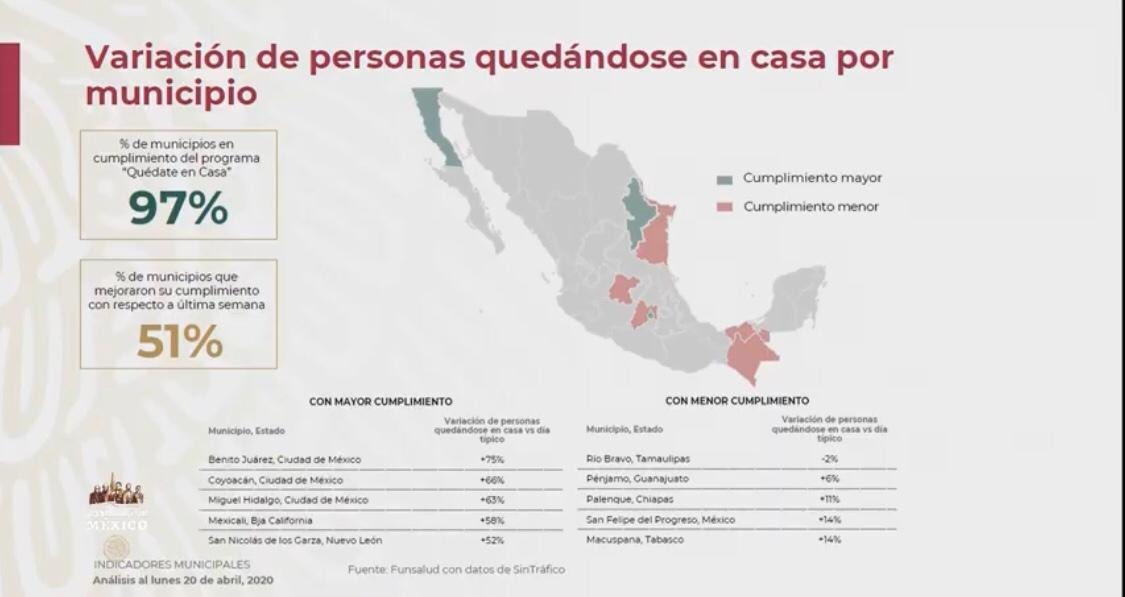 Variación de personas quedándose en casa por
municipio
% de municipios en
cumplimiento del programa
"Quédate en Casa"
97%
% de municipios que
mejoraron su cumplimiento
con respecto a última semana
51%
Cumplimiento mayor
Cumplimiento menor
CON MAYOR CUMPLIMIENTO
Municipio, Estado
Variación de personas
quedándose en casa vs día
típico
Benito Juárez, Ciudad de México +75%
Coyoacán, Ciudad de México +66%
Miguel Hidalgo, Ciudad de México +63%
Mexicali, Bja California +58%
San Nicolás de los Garza, Nuevo León +52%
CON MENOR CUMPLIMIENTO
Municipio, Estado
Variación de personas
quedándose en casa vs día
típico
Río Bravo, Tamaulipas -2%
Pénjamo, Guanajuato +6%
Palenque, Chiapas +11%
San Felipe del Progreso, México +14%
Macuspana, Tabasco +14%
MÉXICO
INDICADORES MUNICIPALES
Análisis al lunes 20 de abril, 2020
Fuente: Funsalud con datos de SinTráfico